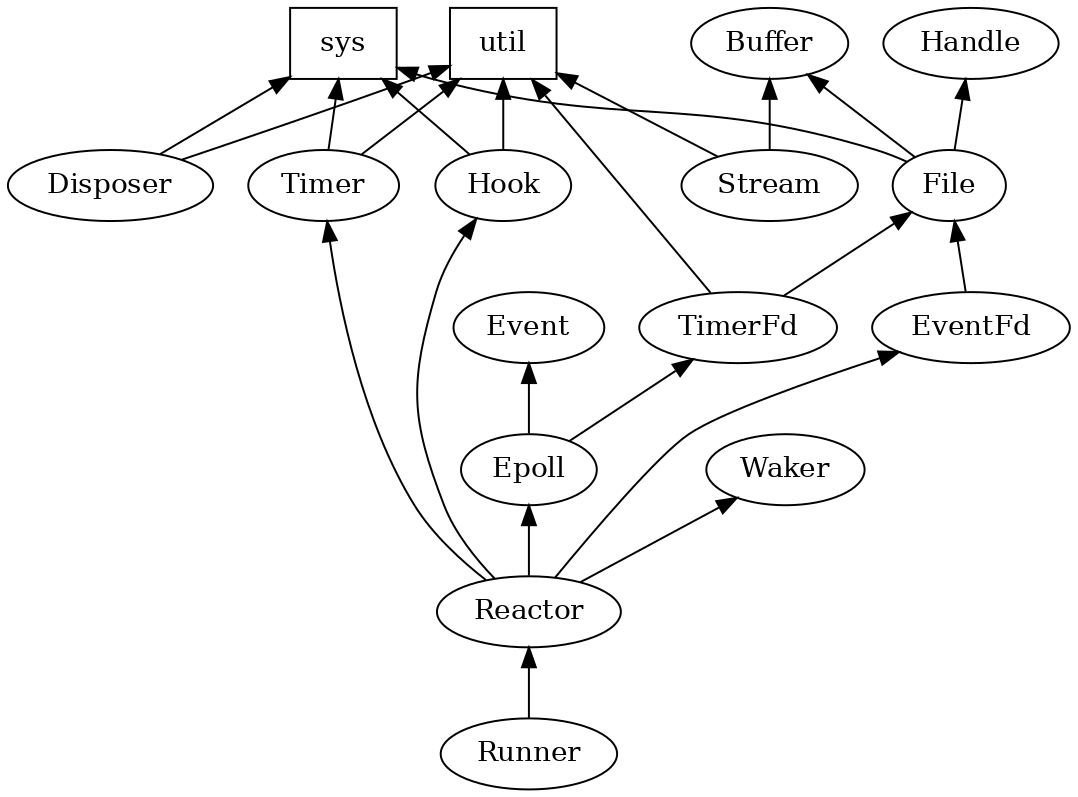 sys
util
Buffer
Handle
Disposer
Timer
Hook
Stream
File
Event
TimerFd
EventFd
Epoll
Waker
Reactor
Runner